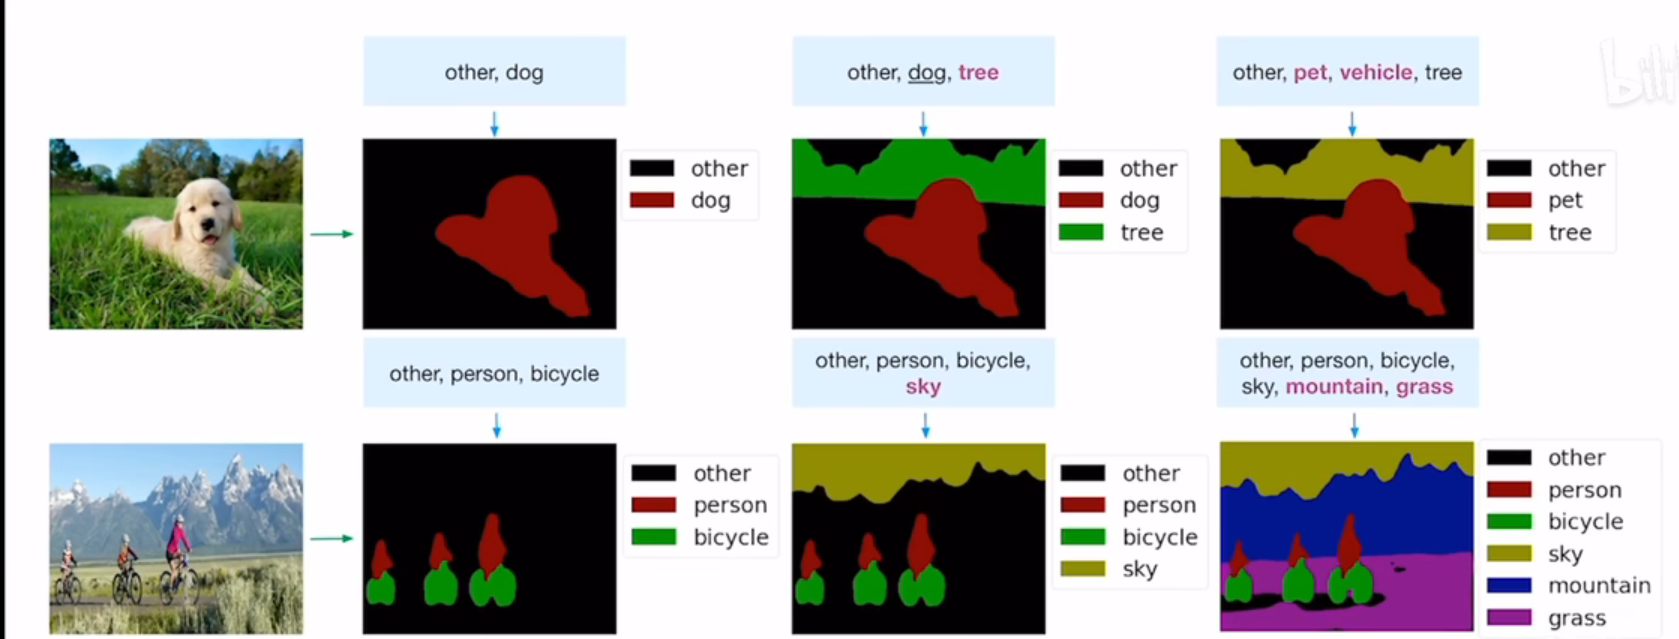 other, dog
other, dog, tree
other, pet, vehicle, tree
other
dog
other
dog
tree
other
pet
tree
other, person, bicycle
other, person, bicycle,
sky
other, person, bicycle,
sky, mountain, grass
other
person
bicycle
other
person
bicycle
sky
other
person
bicycle
sky
mountain
grass